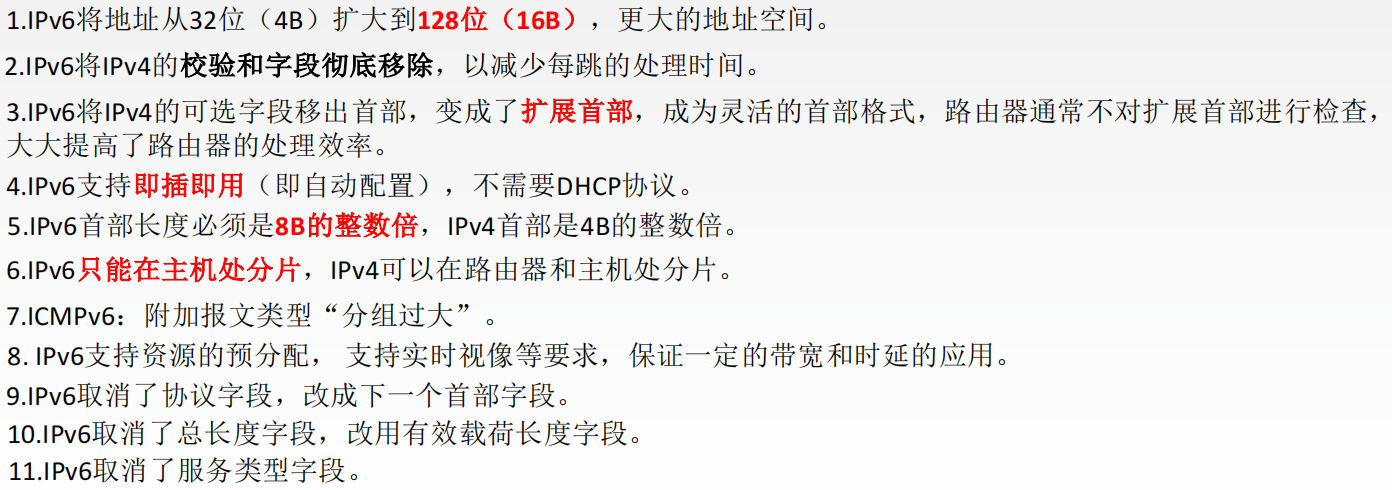 1.IPv6将地址从32位（4B）扩大到128位（16B），更大的地址空间。
2.IPv6将IPv4的校验和字段彻底移除，以减少每跳的处理时间。
3.IPv6将IPv4的可选字段移出首部，变成了扩展首部，成为灵活的首部格式，路由器通常不对扩展首部进行检查，
大大提高了路由器的处理效率。
4.IPv6支持即插即用（即自动配置），不需要DHCP协议。
5.IPv6首部长度必须是8B的整数倍，IPv4首部是4B的整数倍。
6.IPv6只能在主机处分片，IPv4可以在路由器和主机处分片。
7.ICMPv6：附加报文类型“分组过大”。
8. IPv6支持资源的预分配， 支持实时视像等要求，保证一定的带宽和时延的应用。
9.IPv6取消了协议字段，改成下一个首部字段。
10.IPv6取消了总长度字段，改用有效载荷长度字段。
11.IPv6取消了服务类型字段。